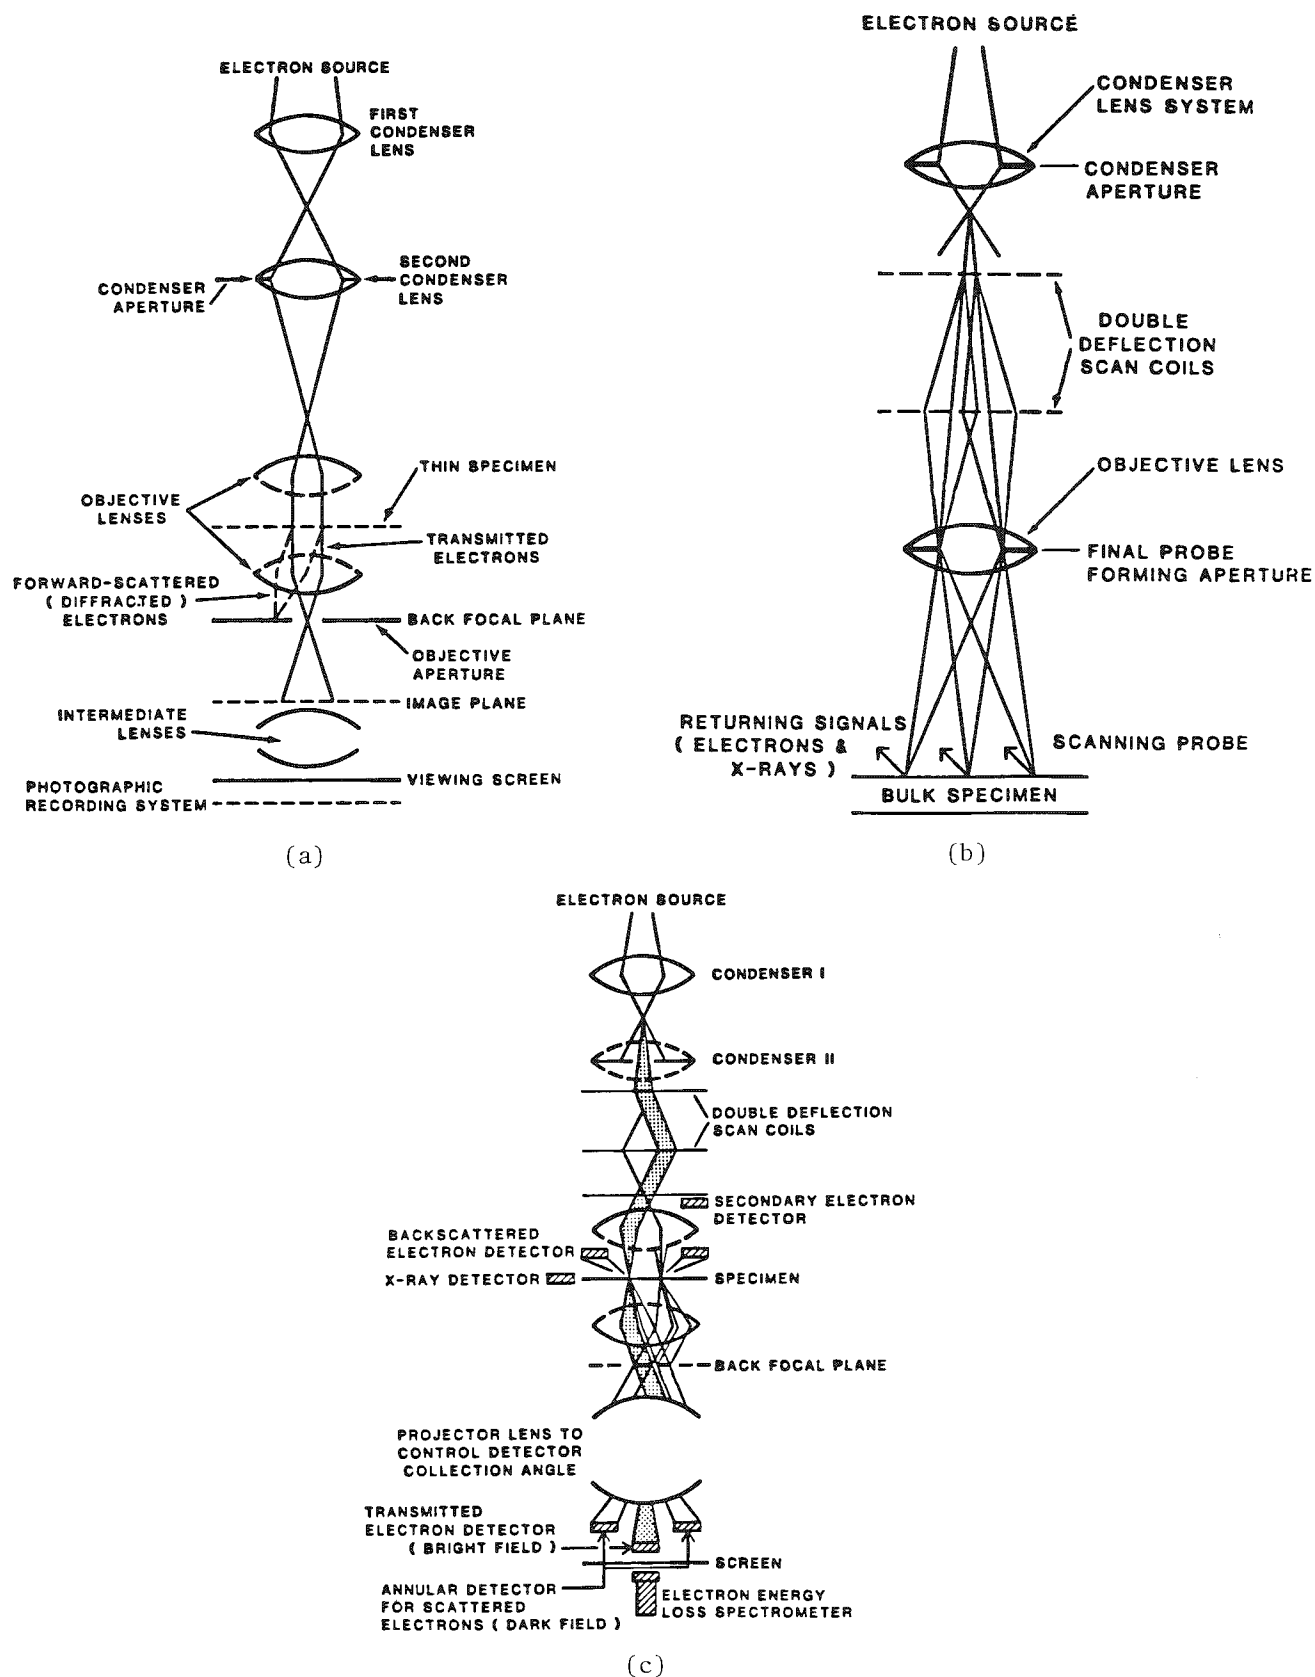 ELECTRON SOURCE
FIRST
CONDENSER
LENS
CONDENSER
APERTURE
SECOND
CONDENSER
LENS
THIN SPECIMEN
OBJECTIVE
LENSES
TRANSMITTED
ELECTRONS
FORWARD-SCATTERED
( DIFFRACTED )
ELECTRONS
BACK FOCAL PLANE
OBJECTIVE
APERTURE
IMAGE PLANE
INTERMEDIATE
LENSES
VIEWING SCREEN
PHOTOGRAPHIC
RECORDING SYSTEM
(a)
ELECTRON SOURCE
CONDENSER
LENS SYSTEM
CONDENSER
APERTURE
DOUBLE
DEFLECTION
SCAN COILS
OBJECTIVE LENS
FINAL PROBE
FORMING APERTURE
RETURNING SIGNALS
( ELECTRONS &
X-RAYS )
SCANNING PROBE
BULK SPECIMEN
(b)
ELECTRON SOURCE
CONDENSER I
CONDENSER II
DOUBLE DEFLECTION
SCAN COILS
SECONDARY ELECTRON
DETECTOR
BACKSCATTERED
ELECTRON DETECTOR
X-RAY DETECTOR
SPECIMEN
BACK FOCAL PLANE
PROJECTOR LENS TO
CONTROL DETECTOR
COLLECTION ANGLE
TRANSMITTED
ELECTRON DETECTOR
( BRIGHT FIELD )
SCREEN
ANNULAR DETECTOR
FOR SCATTERED
ELECTRONS ( DARK FIELD )
ELECTRON ENERGY
LOSS SPECTROMETER
(c)